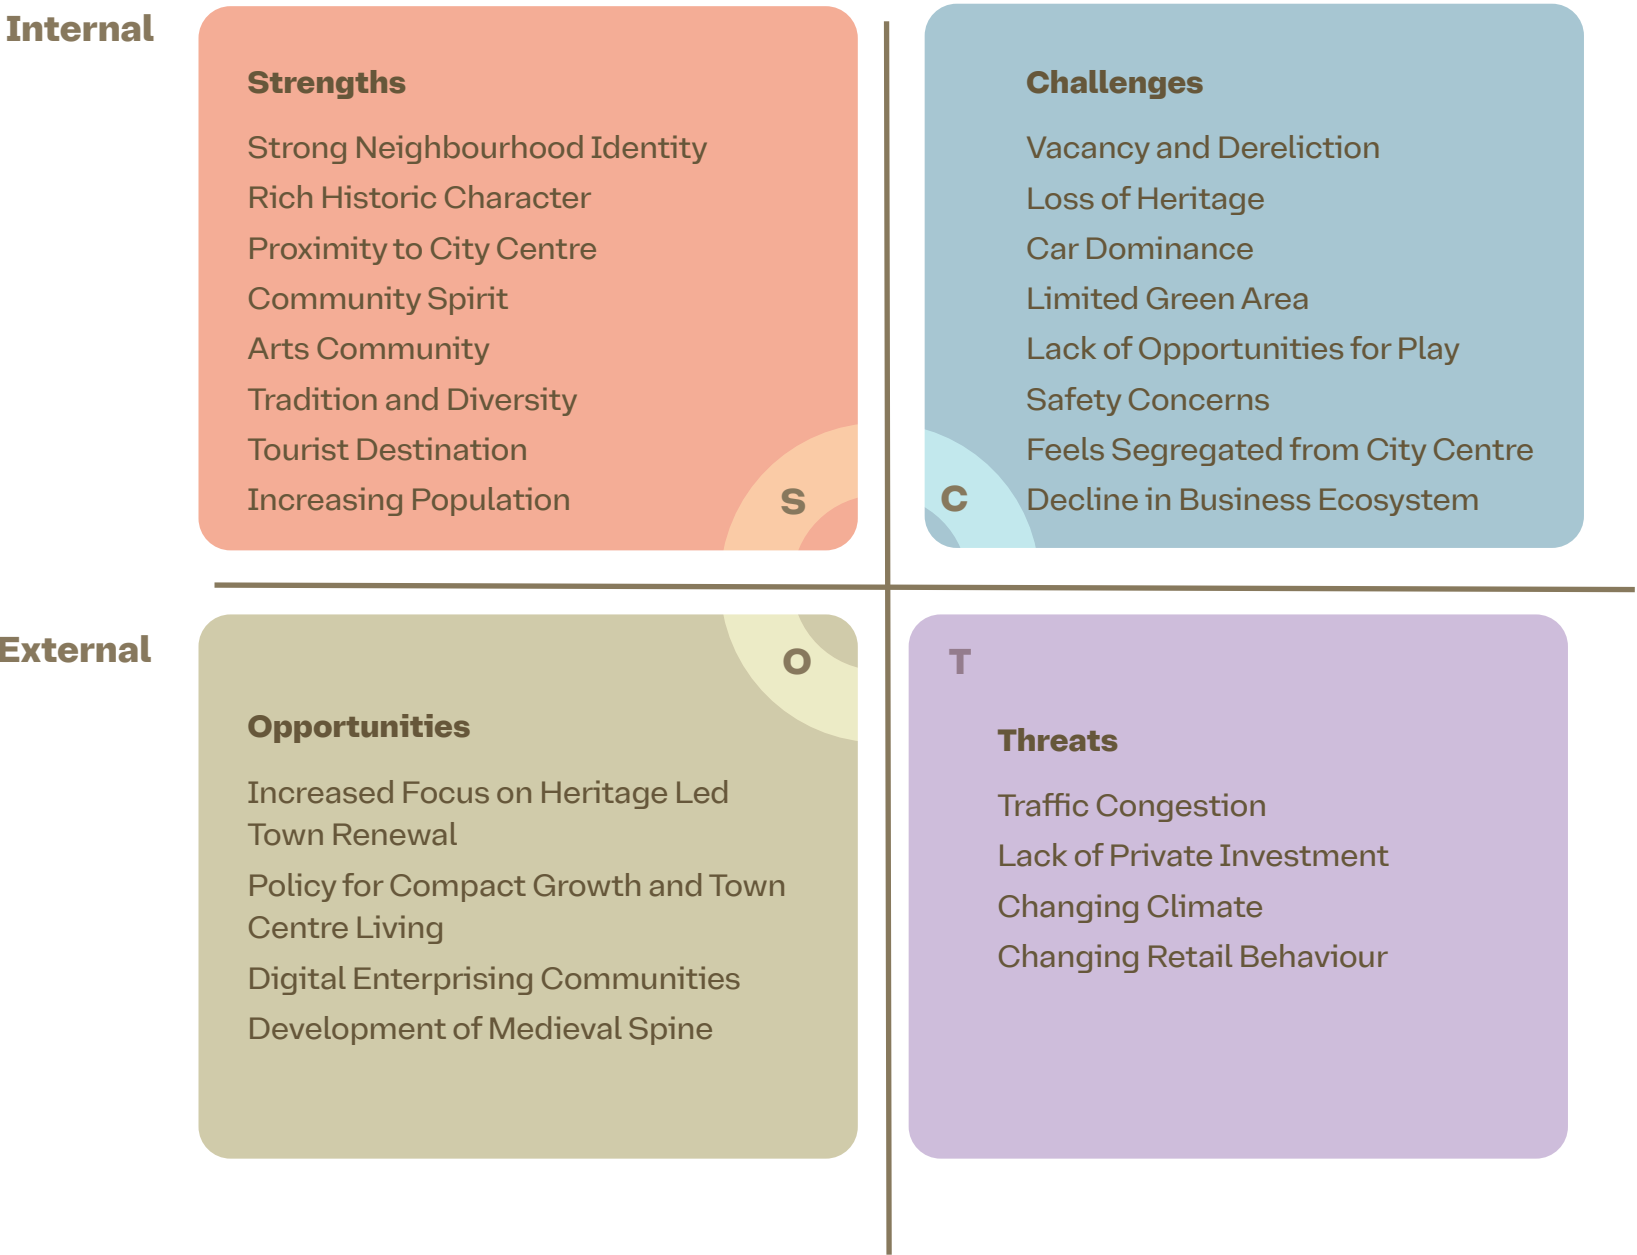 Internal
Strengths
Strong Neighbourhood Identity
Rich Historic Character
Proximity to City Centre
Community Spirit
Arts Community
Tradition and Diversity
Tourist Destination
Increasing Population
S
Challenges
Vacancy and Dereliction
Loss of Heritage
Car Dominance
Limited Green Area
Lack of Opportunities for Play
Safety Concerns
Feels Segregated from City Centre
Decline in Business Ecosystem
C
External
O
Opportunities
Increased Focus on Heritage Led
Town Renewal
Policy for Compact Growth and Town
Centre Living
Digital Enterprising Communities
Development of Medieval Spine
T
Threats
Traffic Congestion
Lack of Private Investment
Changing Climate
Changing Retail Behaviour